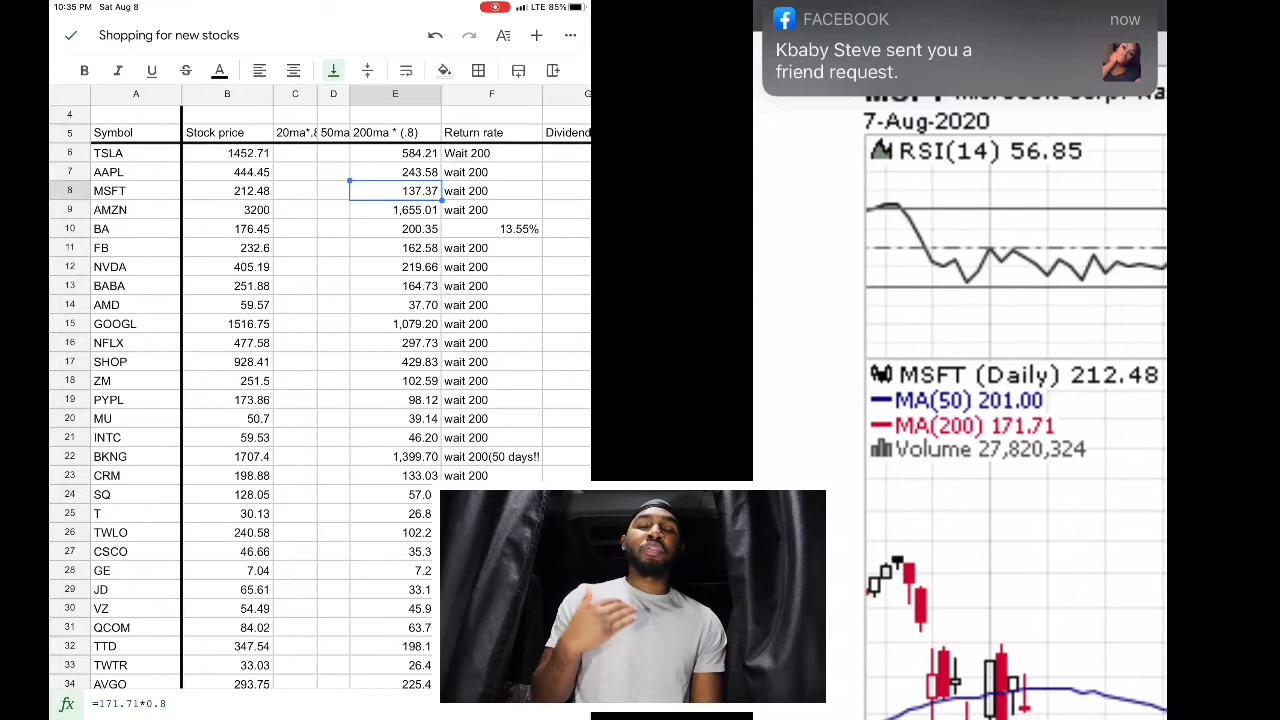 10:35 PM Sat Aug 8 LTE 85%
Shopping for new stocks
B I U S A
A B C D E F G
4
5 Symbol Stock price 20ma*.8 50ma 200ma * (.8) Return rate Dividend
6 TSLA 1452.71 584.21 Wait 200
7 AAPL 444.45 243.58 wait 200
8 MSFT 212.48 137.37 wait 200
9 AMZN 3200 1,655.01 wait 200
10 BA 176.45 200.35 13.55%
11 FB 232.6 162.58 wait 200
12 NVDA 405.19 219.66 wait 200
13 BABA 251.88 164.73 wait 200
14 AMD 59.57 37.70 wait 200
15 GOOGL 1516.75 1,079.20 wait 200
16 NFLX 477.58 297.73 wait 200
17 SHOP 928.41 429.83 wait 200
18 ZM 251.5 102.59 wait 200
19 PYPL 173.86 98.12 wait 200
20 MU 50.7 39.14 wait 200
21 INTC 59.53 46.20 wait 200
22 BKNG 1707.4 1,399.70 wait 200(50 days!!
23 CRM 198.88 133.03 wait 200
24 SQ 128.05 57.0
25 T 30.13 26.8
26 TWLO 240.58 102.2
27 CSCO 46.66 35.3
28 GE 7.04 7.2
29 JD 65.61 33.1
30 VZ 54.49 45.9
31 QCOM 84.02 63.7
32 TTD 347.54 198.1
33 TWTR 33.03 26.4
34 AVGO 293.75 225.4
fx =171.71*0.8
FACEBOOK now
Kbaby Steve sent you a
friend request.
7-Aug-2020
RSI(14) 56.85
MSFT (Daily) 212.48
MA(50) 201.00
MA(200) 171.71
Volume 27,820,324